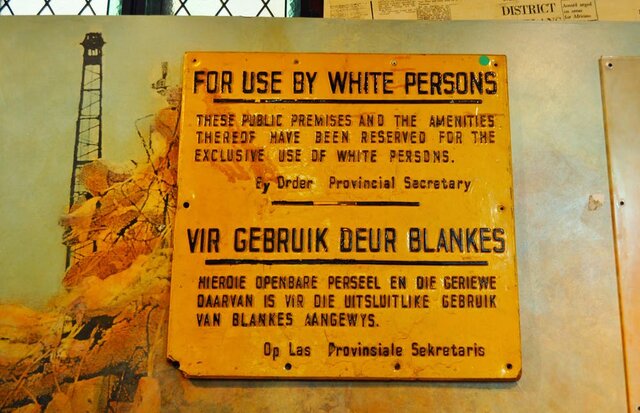 DISTRICT
FOR USE BY WHITE PERSONS
THESE PUBLIC PREMISES AND THE AMENITIES
THEREOF HAVE BEEN RESERVED FOR THE
EXCLUSIVE USE OF WHITE PERSONS.
By Order Provincial Secretary
VIR GEBRUIK DEUR BLANKES
HIERDIE OPENBARE PERSEEL EN DIE GERIEWE
DAARVAN IS VIR DIE UITSLUITLIKE GEBRUIK
VAN BLANKES AANGEWYS.
Op Las Provinsiale Sekretaris